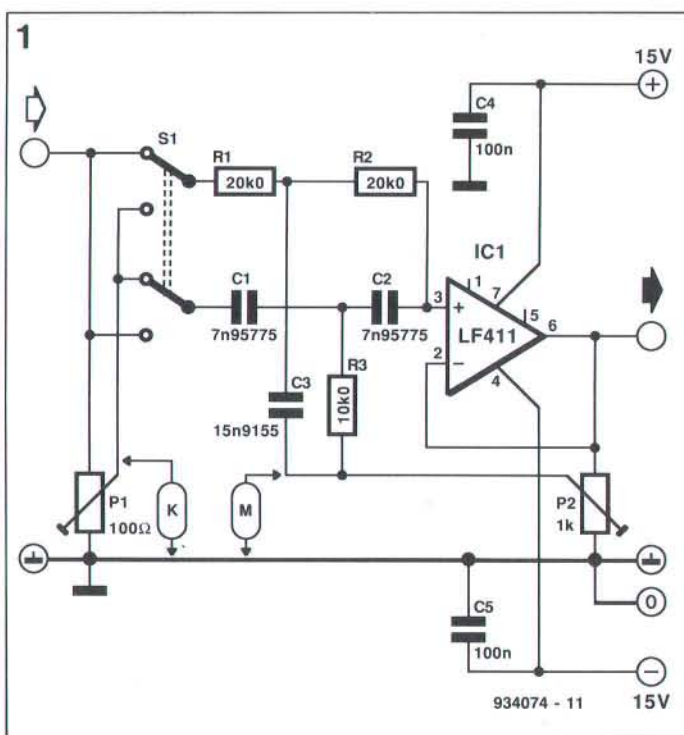 1
15V
+
C4
100n
S1
R1
20k0
R2
20k0
IC1
C1
7n95775
C2
7n95775
3
+
1
7
5
6
LF411
2
−
4
R3
10k0
C3
15n9155
P1
100Ω
K
M
P2
1k
0
C5
100n
−
934074 - 11
15V